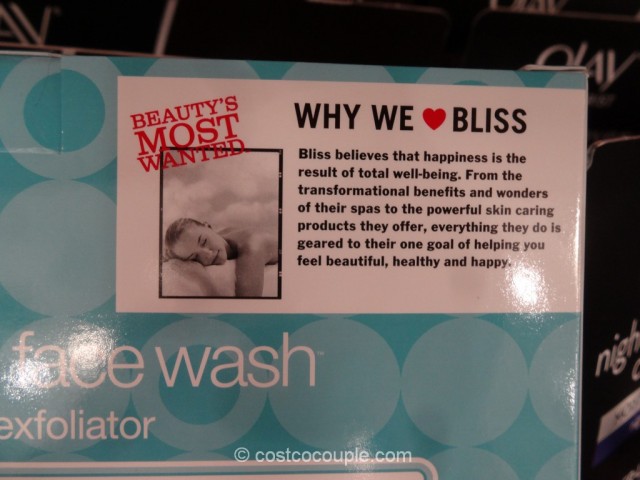 OLAY
BEAUTY'S
MOST
WANTED
WHY WE ♥ BLISS
Bliss believes that happiness is the
result of total well-being. From the
transformational benefits and wonders
of their spas to the powerful skin caring
products they offer, everything they do is
geared to their one goal of helping you
feel beautiful, healthy and happy.
face wash™
exfoliator
© costcocouple.com